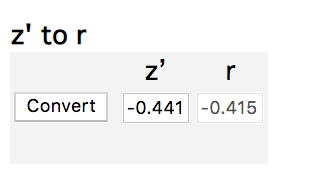 z' to r
z’ r
Convert -0.441 -0.415